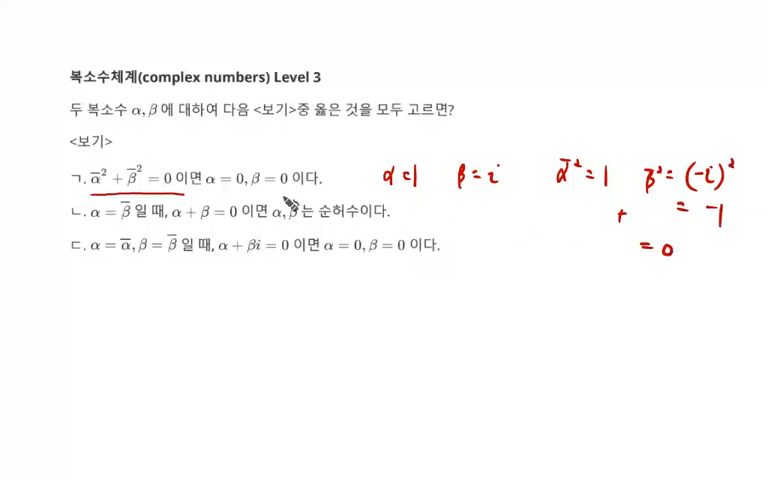 복소수체계(complex numbers) Level 3
두 복소수 α, β 에 대하여 다음 <보기>중 옳은 것을 모두 고르면?
<보기>
ㄱ. ᾱ² + β̄² = 0 이면 α = 0, β = 0 이다. α=1 β=i ᾱ²=1 β̄²=(-i)²
ㄴ. α = β̄ 일 때, α + β = 0 이면 α, β는 순허수이다. + = -1
ㄷ. α = ᾱ, β = β̄ 일 때, α + βi = 0 이면 α = 0, β = 0 이다. = 0